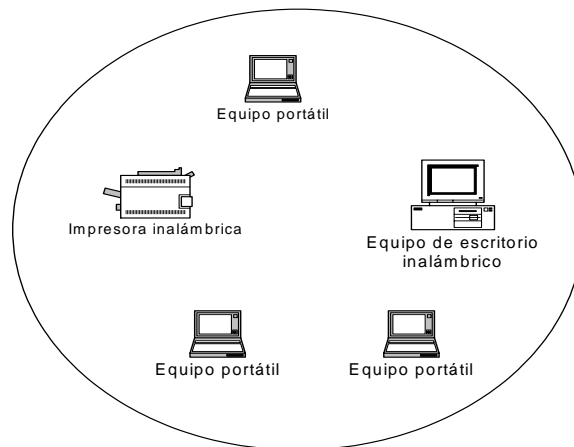 Equipo portátil
Impresora inalámbrica
Equipo de escritorio
inalámbrico
Equipo portátil
Equipo portátil